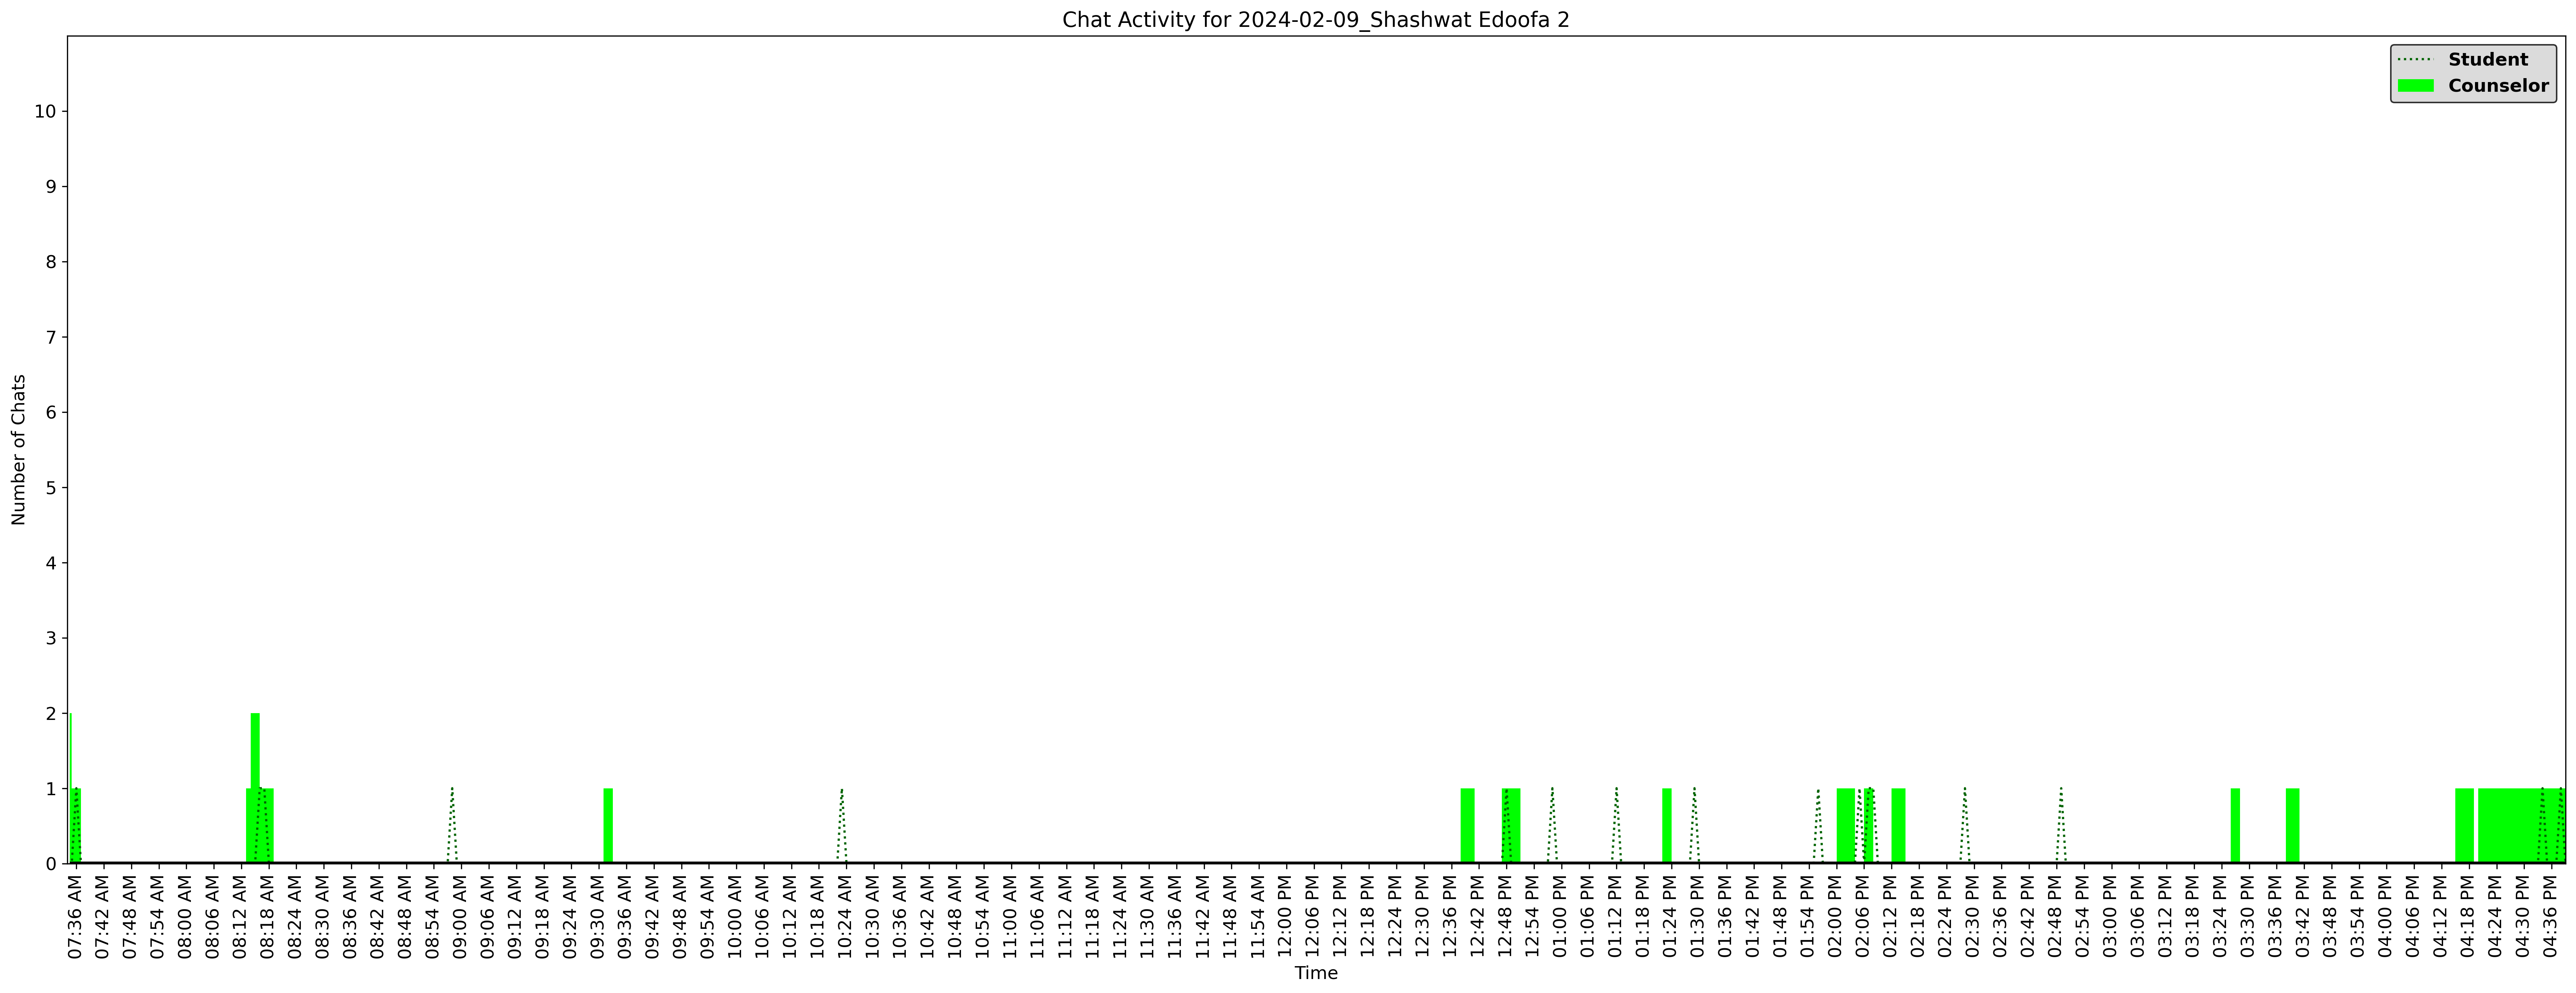 Chat Activity for 2024-02-09_Shashwat Edoofa 2
Student
Counselor
Number of Chats
10
9
8
7
6
5
4
3
2
1
0
07:36 AM
07:42 AM
07:48 AM
07:54 AM
08:00 AM
08:06 AM
08:12 AM
08:18 AM
08:24 AM
08:30 AM
08:36 AM
08:42 AM
08:48 AM
08:54 AM
09:00 AM
09:06 AM
09:12 AM
09:18 AM
09:24 AM
09:30 AM
09:36 AM
09:42 AM
09:48 AM
09:54 AM
10:00 AM
10:06 AM
10:12 AM
10:18 AM
10:24 AM
10:30 AM
10:36 AM
10:42 AM
10:48 AM
10:54 AM
11:00 AM
11:06 AM
11:12 AM
11:18 AM
11:24 AM
11:30 AM
11:36 AM
11:42 AM
11:48 AM
11:54 AM
12:00 PM
12:06 PM
12:12 PM
12:18 PM
12:24 PM
12:30 PM
12:36 PM
12:42 PM
12:48 PM
12:54 PM
01:00 PM
01:06 PM
01:12 PM
01:18 PM
01:24 PM
01:30 PM
01:36 PM
01:42 PM
01:48 PM
01:54 PM
02:00 PM
02:06 PM
02:12 PM
02:18 PM
02:24 PM
02:30 PM
02:36 PM
02:42 PM
02:48 PM
02:54 PM
03:00 PM
03:06 PM
03:12 PM
03:18 PM
03:24 PM
03:30 PM
03:36 PM
03:42 PM
03:48 PM
03:54 PM
04:00 PM
04:06 PM
04:12 PM
04:18 PM
04:24 PM
04:30 PM
04:36 PM
Time